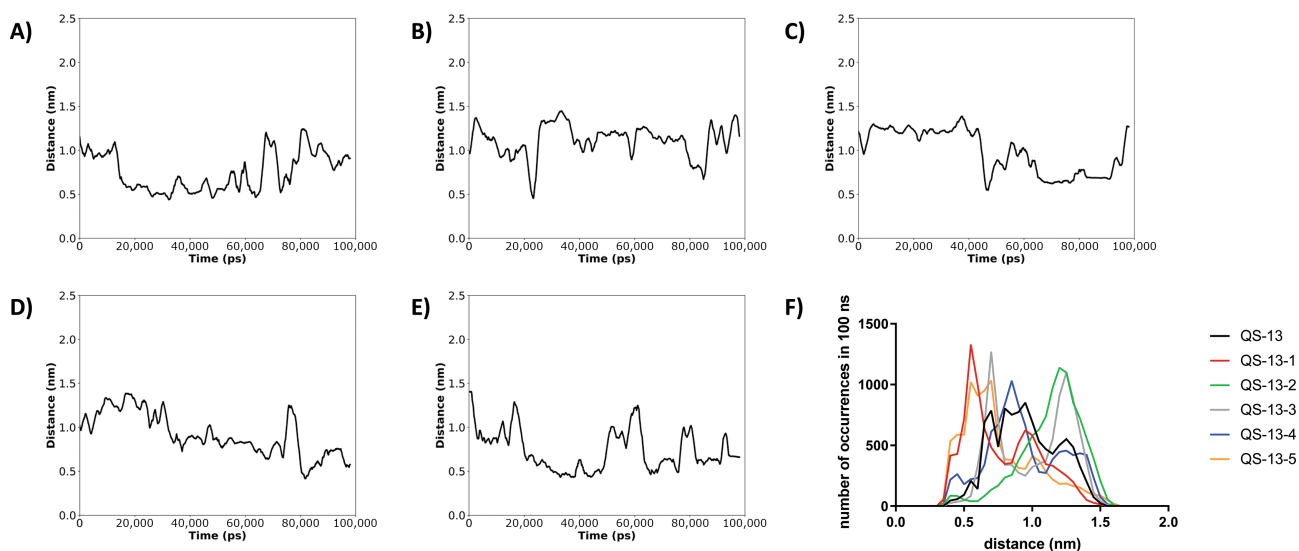 A)
2.5
2.0
1.5
1.0
0.5
0.0
Distance (nm)
0 20,000 40,000 60,000 80,000 100,000
Time (ps)
B)
2.5
2.0
1.5
1.0
0.5
0.0
Distance (nm)
0 20,000 40,000 60,000 80,000 100,000
Time (ps)
C)
2.5
2.0
1.5
1.0
0.5
0.0
Distance (nm)
0 20,000 40,000 60,000 80,000 100,000
Time (ps)
D)
2.5
2.0
1.5
1.0
0.5
0.0
Distance (nm)
0 20,000 40,000 60,000 80,000 100,000
Time (ps)
E)
2.5
2.0
1.5
1.0
0.5
0.0
Distance (nm)
0 20,000 40,000 60,000 80,000 100,000
Time (ps)
F)
number of occurrences in 100 ns
1500
1000
500
0
0.0 0.5 1.0 1.5 2.0
distance (nm)
QS-13
QS-13-1
QS-13-2
QS-13-3
QS-13-4
QS-13-5